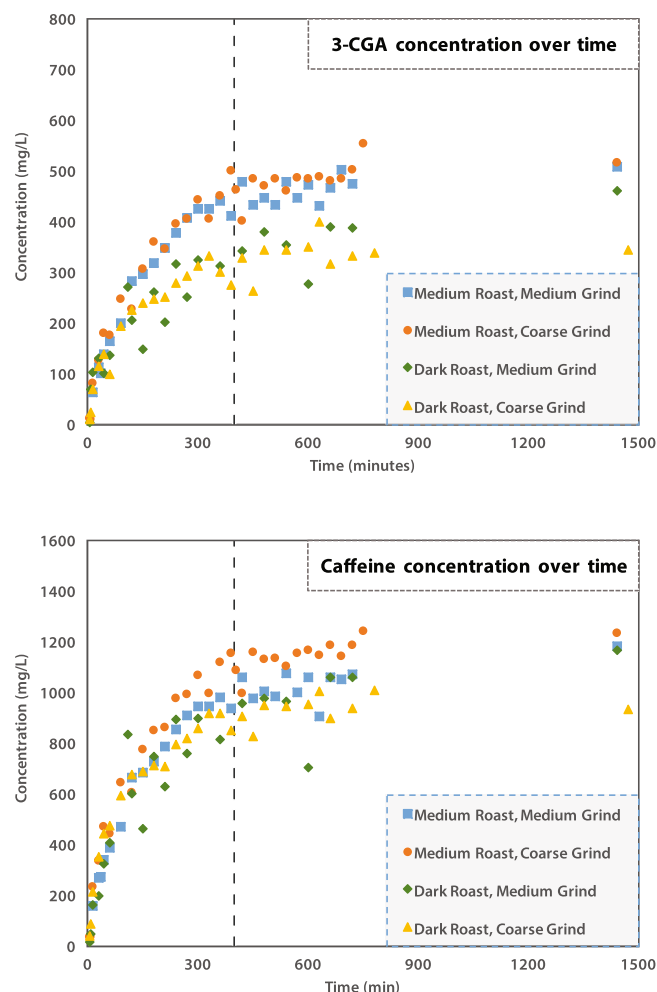 3-CGA concentration over time
Concentration (mg/L)
800
700
600
500
400
300
200
100
0
Medium Roast, Medium Grind
Medium Roast, Coarse Grind
Dark Roast, Medium Grind
Dark Roast, Coarse Grind
0 300 600 900 1200 1500
Time (minutes)
Caffeine concentration over time
Concentration (mg/L)
1600
1400
1200
1000
800
600
400
200
0
Medium Roast, Medium Grind
Medium Roast, Coarse Grind
Dark Roast, Medium Grind
Dark Roast, Coarse Grind
0 300 600 900 1200 1500
Time (min)